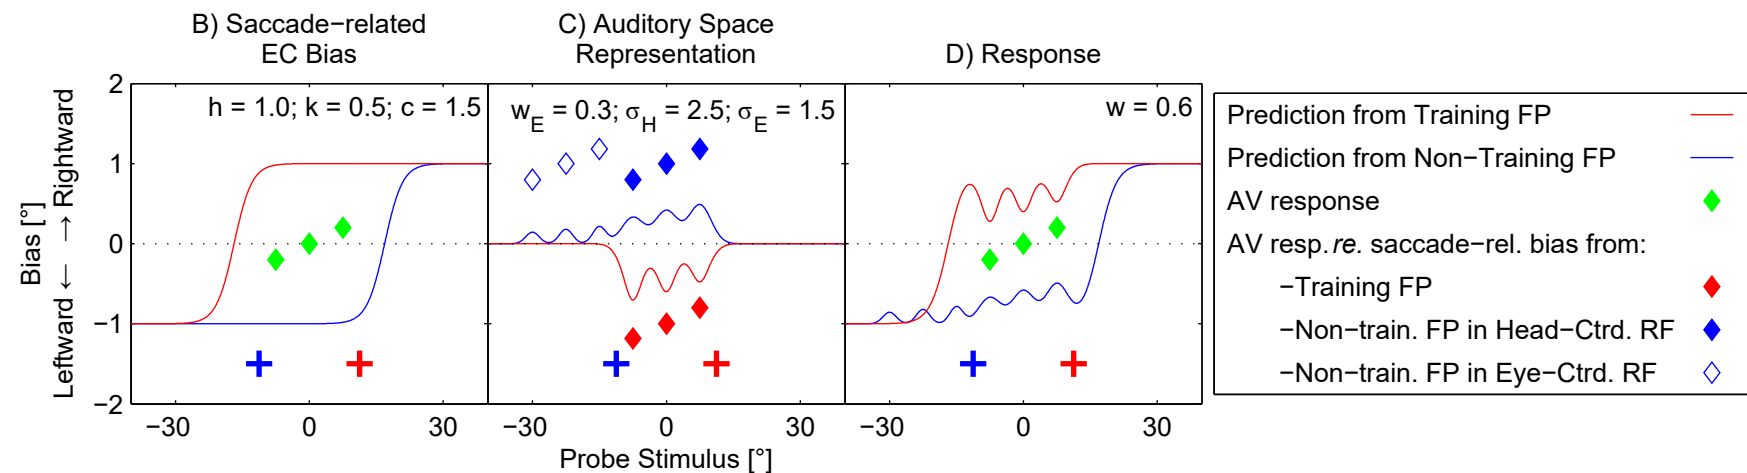 B) Saccade−related
EC Bias
C) Auditory Space
Representation
D) Response
h = 1.0; k = 0.5; c = 1.5
w_E = 0.3; σ_H = 2.5; σ_E = 1.5
w = 0.6
2
1
0
−1
−2
Bias [°]
Leftward ← → Rightward
−30
0
30
−30
0
30
−30
0
30
Probe Stimulus [°]
Prediction from Training FP
Prediction from Non−Training FP
AV response
AV resp. re. saccade−rel. bias from:
−Training FP
−Non−train. FP in Head−Ctrd. RF
−Non−train. FP in Eye−Ctrd. RF